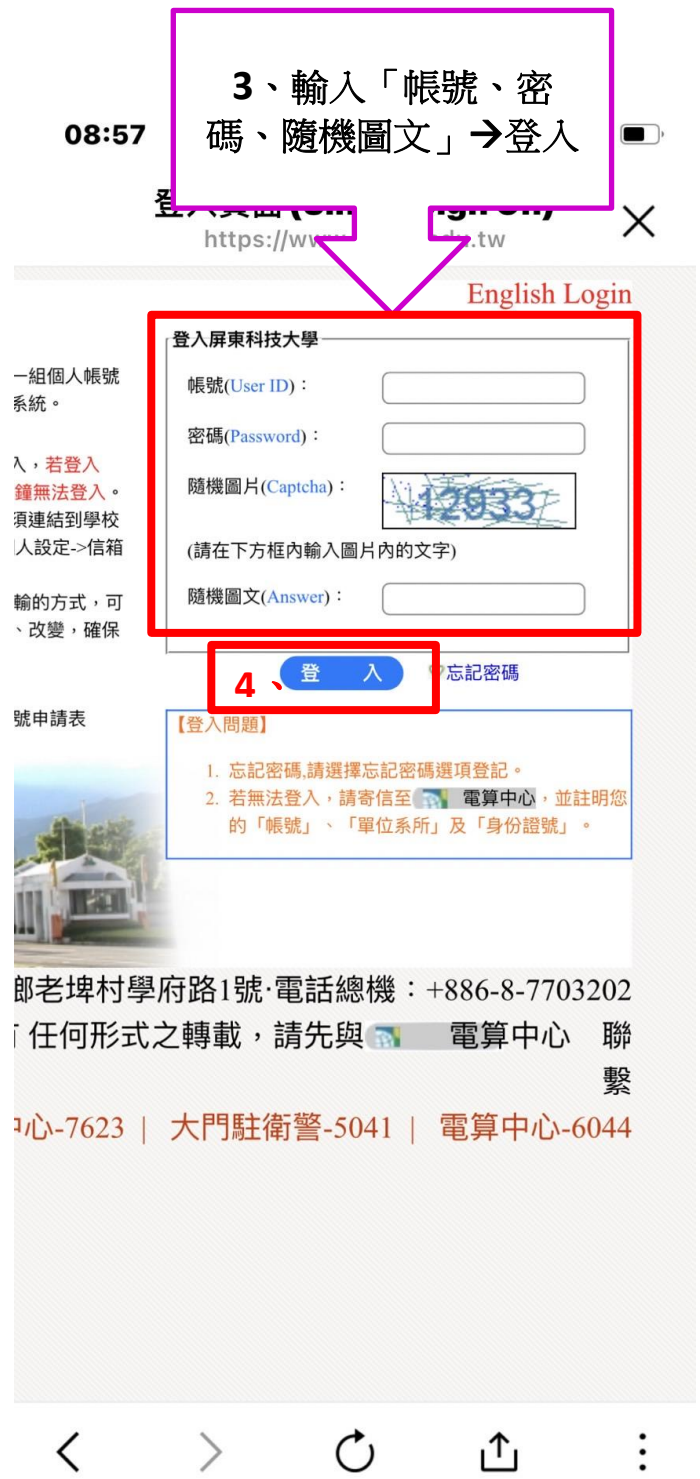 3、輸入「帳號、密
碼、隨機圖文」→登入
08:57
https://www
du.tw
English Login
登入屏東科技大學
一組個人帳號
系統。
入，若登入
鐘無法登入。
須連結到學校
人設定->信箱
輸的方式，可
、改變，確保
號申請表
帳號(User ID)：
密碼(Password)：
隨機圖片(Captcha)：
12933
(請在下方框內輸入圖片內的文字)
隨機圖文(Answer)：
4、
登 入
忘記密碼
【登入問題】
1. 忘記密碼,請選擇忘記密碼選項登記。
2. 若無法登入，請寄信至 電算中心，並註明您
的「帳號」、「單位系所」及「身份證號」。
鄉老埤村學府路1號·電話總機：+886-8-7703202
任何形式之轉載，請先與 電算中心 聯
繫
心-7623 | 大門駐衛警-5041 | 電算中心-6044